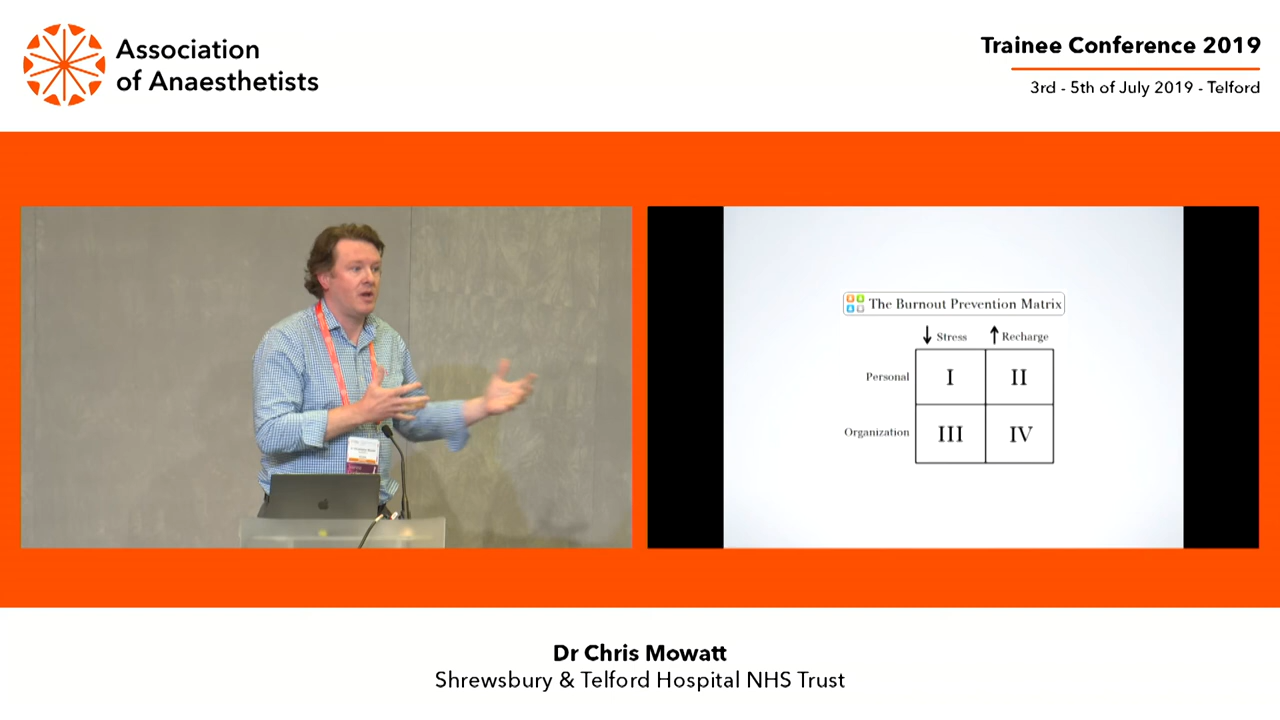 Association
of Anaesthetists
Trainee Conference 2019
3rd - 5th of July 2019 - Telford
The Burnout Prevention Matrix
↓ Stress ↑ Recharge
Personal I II
Organization III IV
Dr Chris Mowatt
Shrewsbury & Telford Hospital NHS Trust